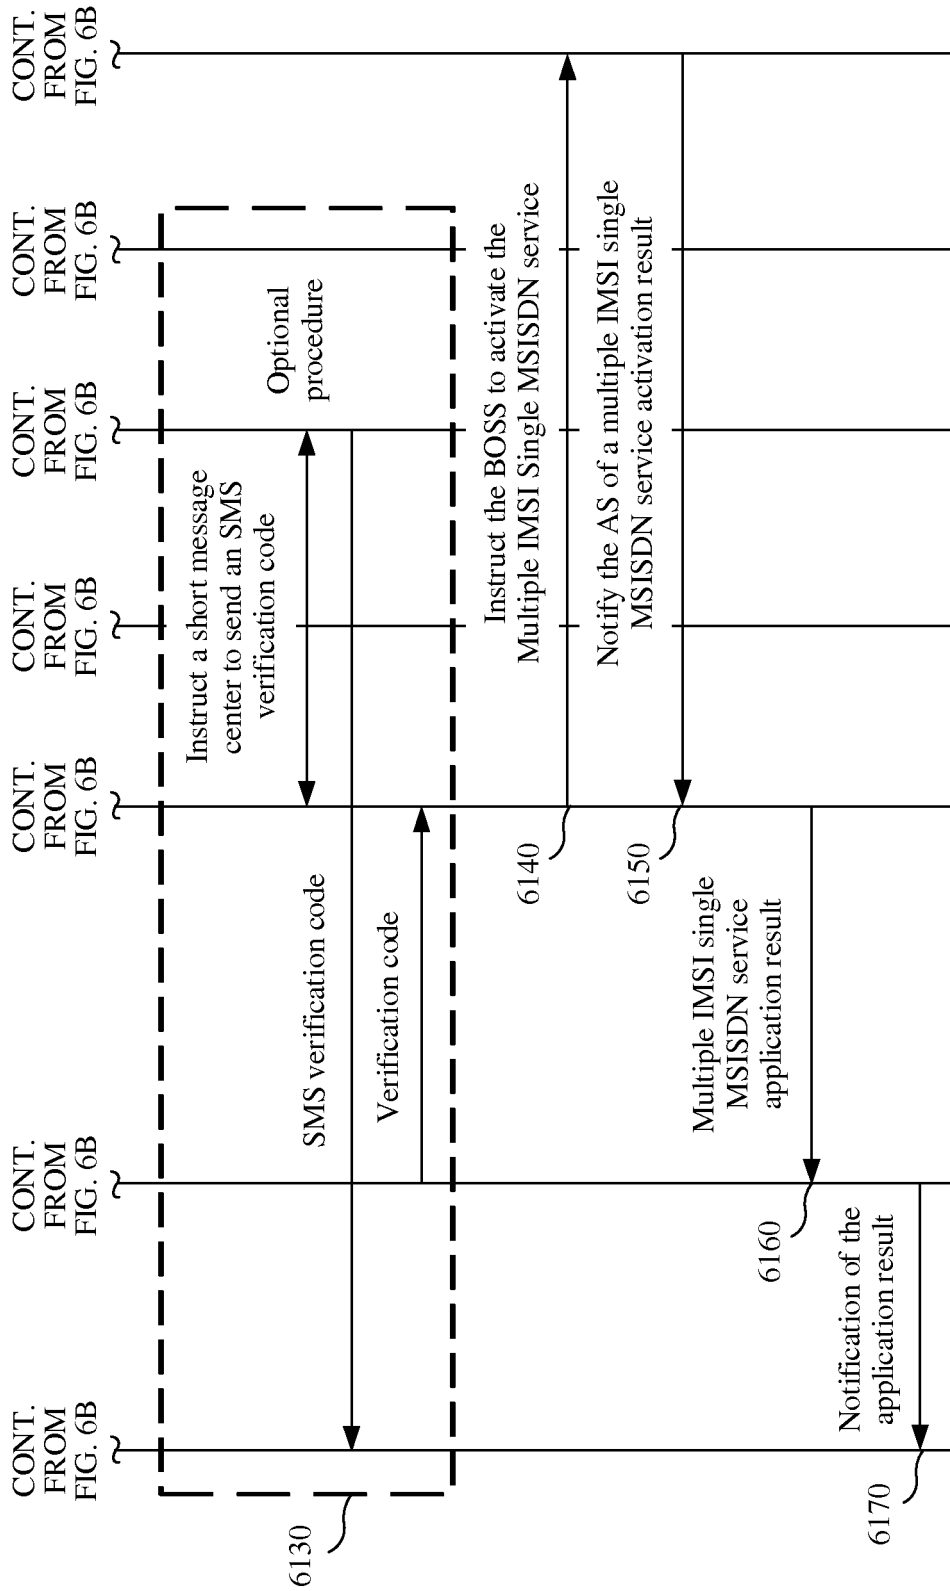 CONT.
FROM
FIG. 6B
CONT.
FROM
FIG. 6B
CONT.
FROM
FIG. 6B
CONT.
FROM
FIG. 6B
CONT.
FROM
FIG. 6B
CONT.
FROM
FIG. 6B
CONT.
FROM
FIG. 6B
6130
Instruct a short message
center to send an SMS
verification code
Optional
procedure
SMS verification code
Verification code
Instruct the BOSS to activate the
Multiple IMSI Single MSISDN service
6140
Notify the AS of a multiple IMSI single
MSISDN service activation result
6150
Multiple IMSI single
MSISDN service
application result
6160
Notification of the
application result
6170